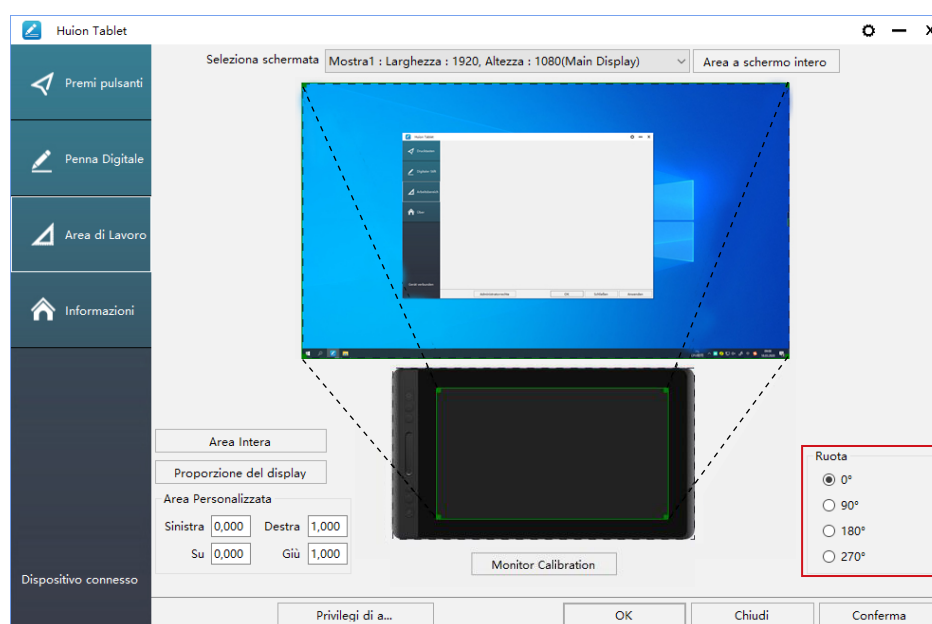 Huion Tablet
Premi pulsanti
Penna Digitale
Area di Lavoro
Informazioni
Dispositivo connesso
Seleziona schermata
Mostra1 : Larghezza : 1920, Altezza : 1080(Main Display)
Area a schermo intero
Huion Tablet
Area Intera
Proporzione del display
Area Personalizzata
Sinistra 0,000 Destra 1,000
Su 0,000 Giù 1,000
Monitor Calibration
Ruota
0°
90°
180°
270°
Privilegi di a...
OK
Chiudi
Conferma